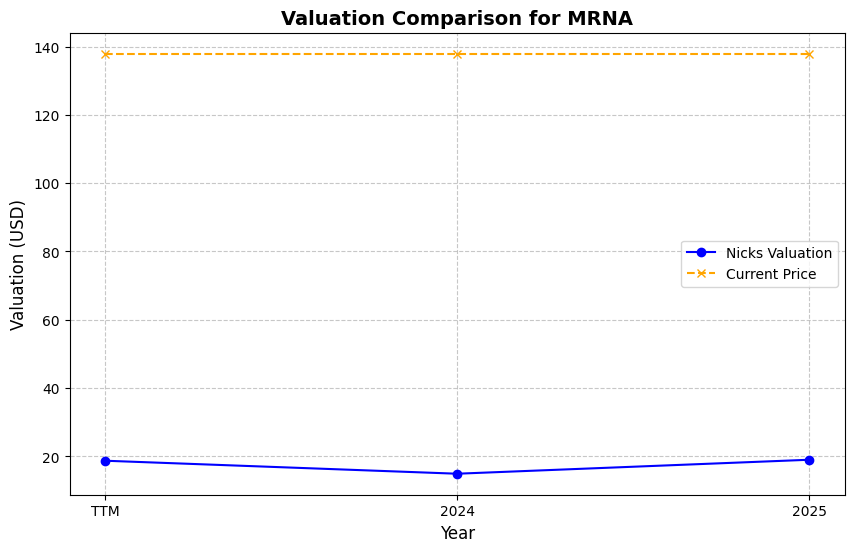 Valuation Comparison for MRNA
Valuation (USD)
140
120
100
80
60
40
20
Nicks Valuation
Current Price
TTM
2024
2025
Year